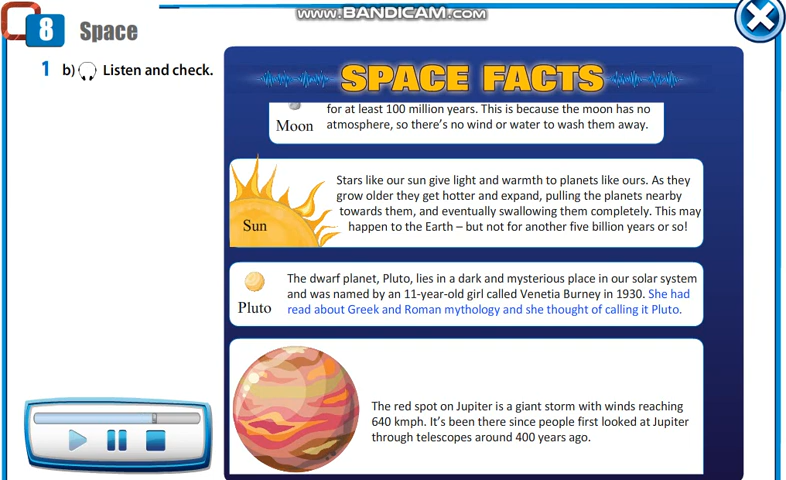 www.BANDICAM.com
8 Space
1 b) Listen and check.
SPACE FACTS
for at least 100 million years. This is because the moon has no
atmosphere, so there's no wind or water to wash them away.
Moon
Stars like our sun give light and warmth to planets like ours. As they
grow older they get hotter and expand, pulling the planets nearby
towards them, and eventually swallowing them completely. This may
happen to the Earth – but not for another five billion years or so!
Sun
The dwarf planet, Pluto, lies in a dark and mysterious place in our solar system
and was named by an 11-year-old girl called Venetia Burney in 1930. She had
read about Greek and Roman mythology and she thought of calling it Pluto.
Pluto
The red spot on Jupiter is a giant storm with winds reaching
640 kmph. It's been there since people first looked at Jupiter
through telescopes around 400 years ago.